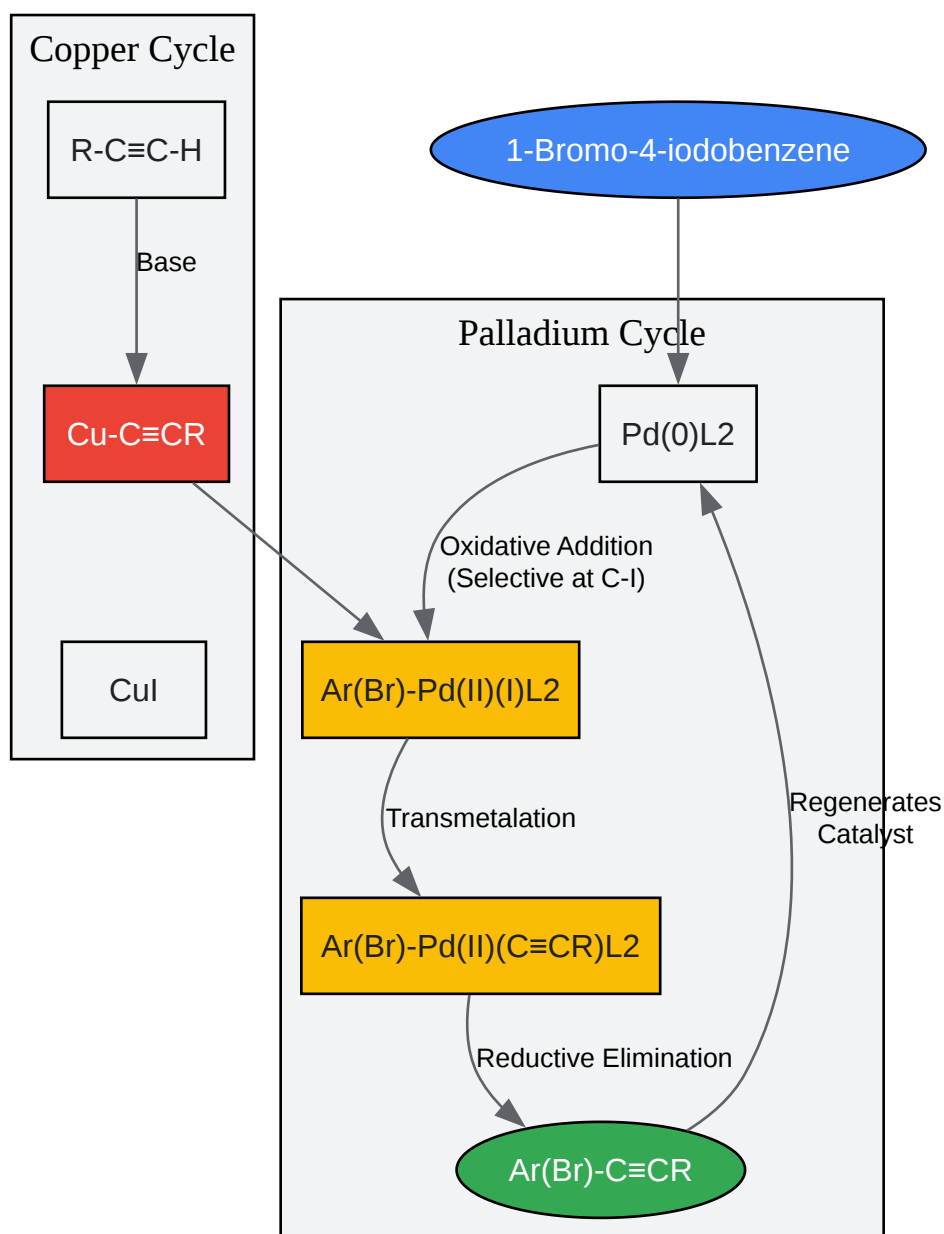 Copper Cycle
R-C≡C-H
1-Bromo-4-iodobenzene
Base
Palladium Cycle
Cu-C≡CR
Pd(0)L2
Oxidative Addition
(Selective at C-I)
CuI
Ar(Br)-Pd(II)(I)L2
Transmetalation
Regenerates
Catalyst
Ar(Br)-Pd(II)(C≡CR)L2
Reductive Elimination
Ar(Br)-C≡CR